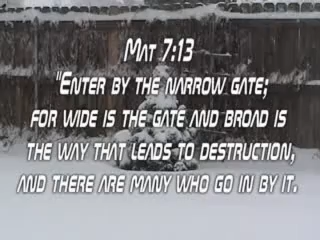 Mat 7:13
"Enter by the narrow gate;
for wide is the gate and broad is
the way that leads to destruction,
and there are many who go in by it.